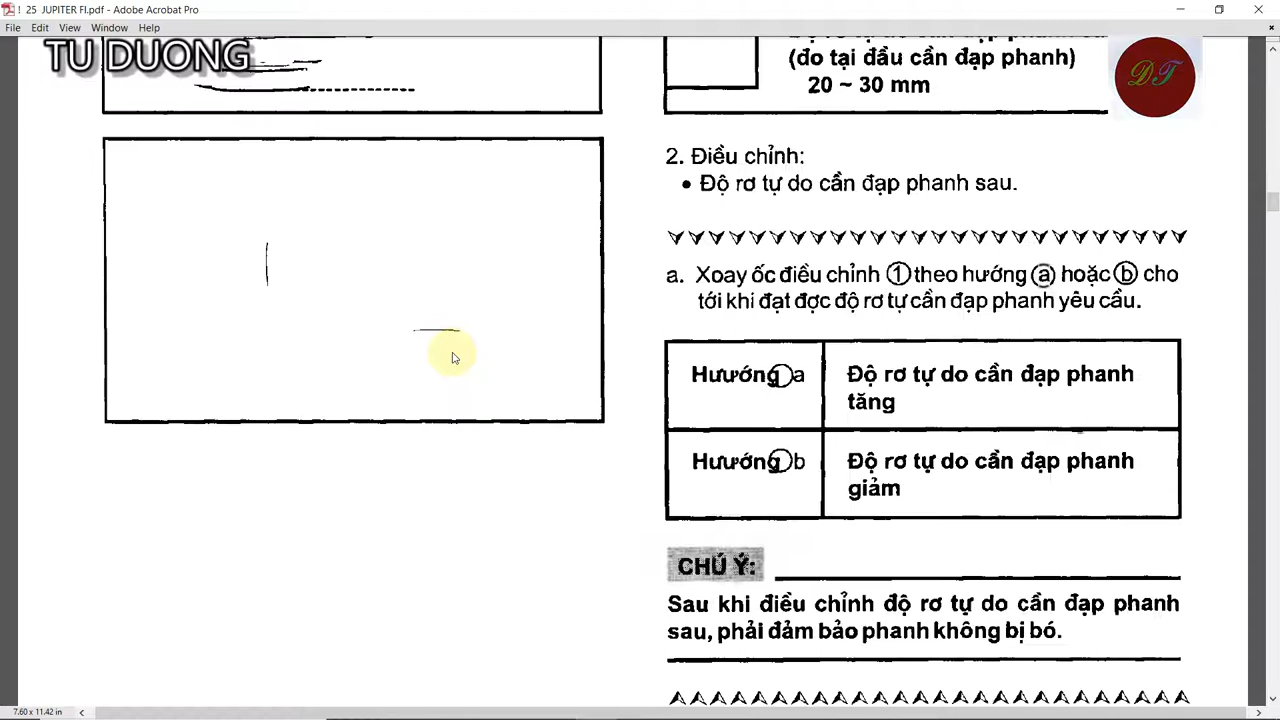 ! 25 JUPITER FI.pdf - Adobe Acrobat Pro
File Edit View Window Help
TU DUONG
DT
(đo tại đầu cần đạp phanh)
20 ~ 30 mm
2. Điều chỉnh:
• Độ rơ tự do cần đạp phanh sau.
a. Xoay ốc điều chỉnh ① theo hướng ⓐ hoặc ⓑ cho
tới khi đạt đợc độ rơ tự cần đạp phanh yêu cầu.
Hưướng a
Độ rơ tự do cần đạp phanh
tăng
Hưướng b
Độ rơ tự do cần đạp phanh
giảm
CHÚ Ý:
Sau khi điều chỉnh độ rơ tự do cần đạp phanh
sau, phải đảm bảo phanh không bị bó.
7.60 x 11.42 in